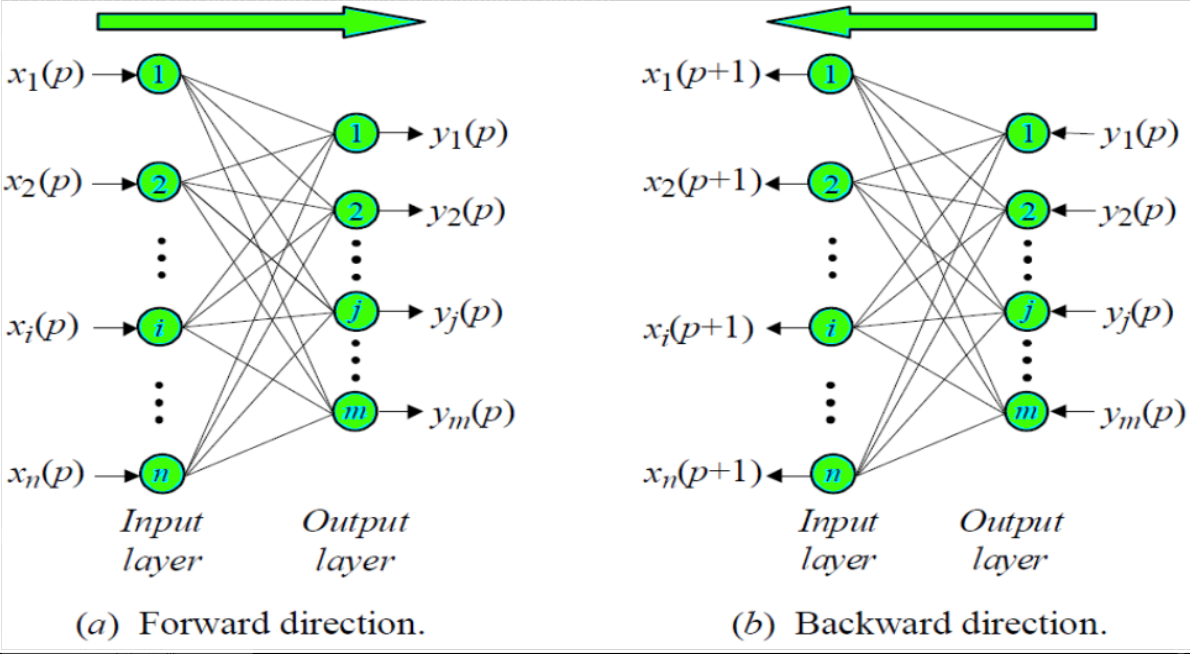 x1(p) 1 1 y1(p)
x2(p) 2 2 y2(p)
xi(p) i j yj(p)
xn(p) n m ym(p)
Input layer
Output layer
(a) Forward direction.
x1(p+1) 1 1 y1(p)
x2(p+1) 2 2 y2(p)
xi(p+1) i j yj(p)
xn(p+1) n m ym(p)
Input layer
Output layer
(b) Backward direction.